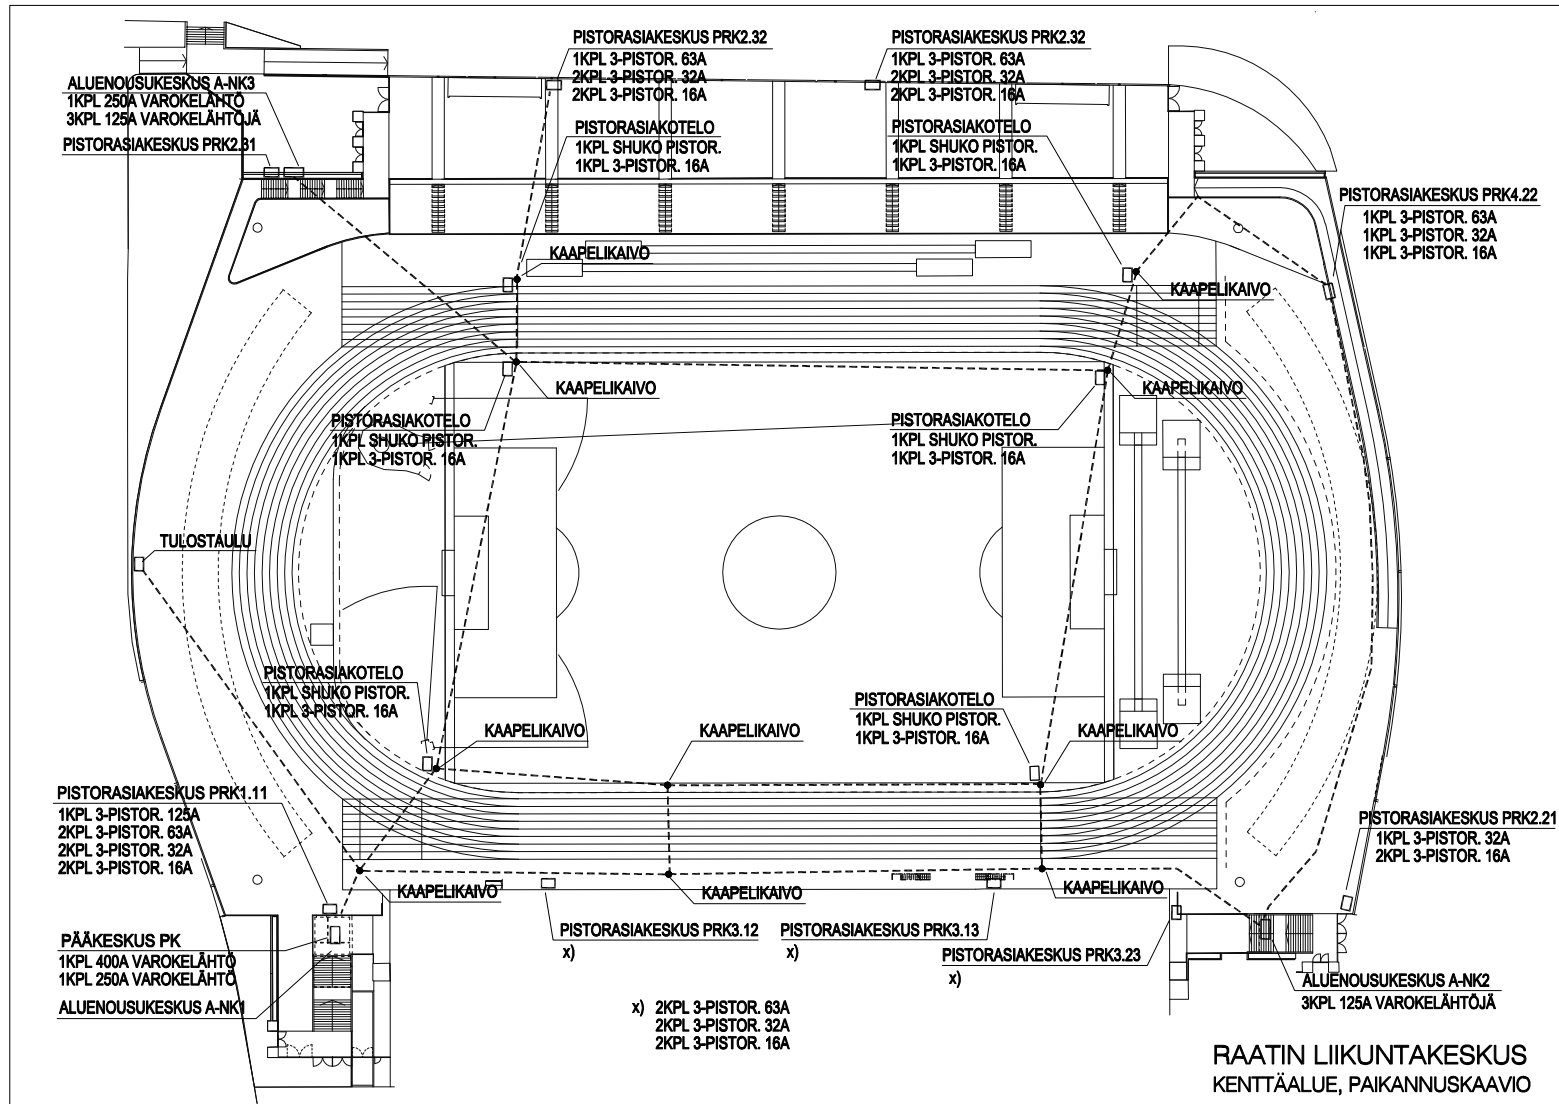 PISTORASIAKESKUS PRK2.32
1KPL 3-PISTOR. 63A
2KPL 3-PISTOR. 32A
2KPL 3-PISTOR. 16A
PISTORASIAKESKUS PRK2.32
1KPL 3-PISTOR. 63A
2KPL 3-PISTOR. 32A
2KPL 3-PISTOR. 16A
ALUENOUSUKESKUS A-NK3
1KPL 250A VAROKELÄHTÖ
3KPL 125A VAROKELÄHTÖJÄ
PISTORASIAKESKUS PRK2.31
PISTORASIAKOTELO
1KPL SHUKO PISTOR.
1KPL 3-PISTOR. 16A
PISTORASIAKOTELO
1KPL SHUKO PISTOR.
1KPL 3-PISTOR. 16A
PISTORASIAKESKUS PRK4.22
1KPL 3-PISTOR. 63A
1KPL 3-PISTOR. 32A
1KPL 3-PISTOR. 16A
KAAPELIKAIVO
KAAPELIKAIVO
KAAPELIKAIVO
KAAPELIKAIVO
PISTORASIAKOTELO
1KPL SHUKO PISTOR.
1KPL 3-PISTOR. 16A
PISTORASIAKOTELO
1KPL SHUKO PISTOR.
1KPL 3-PISTOR. 16A
TULOSTAULU
PISTORASIAKOTELO
1KPL SHUKO PISTOR.
1KPL 3-PISTOR. 16A
PISTORASIAKOTELO
1KPL SHUKO PISTOR.
1KPL 3-PISTOR. 16A
KAAPELIKAIVO
KAAPELIKAIVO
KAAPELIKAIVO
PISTORASIAKESKUS PRK1.11
1KPL 3-PISTOR. 125A
2KPL 3-PISTOR. 63A
2KPL 3-PISTOR. 32A
2KPL 3-PISTOR. 16A
PISTORASIAKESKUS PRK2.21
1KPL 3-PISTOR. 32A
2KPL 3-PISTOR. 16A
KAAPELIKAIVO
KAAPELIKAIVO
KAAPELIKAIVO
PISTORASIAKESKUS PRK3.12
x)
PISTORASIAKESKUS PRK3.13
x)
PISTORASIAKESKUS PRK3.23
x)
PÄÄKESKUS PK
1KPL 400A VAROKELÄHTÖ
1KPL 250A VAROKELÄHTÖ
ALUENOUSUKESKUS A-NK1
ALUENOUSUKESKUS A-NK2
3KPL 125A VAROKELÄHTÖJÄ
x) 2KPL 3-PISTOR. 63A
2KPL 3-PISTOR. 32A
2KPL 3-PISTOR. 16A
RAATIN LIIKUNTAKESKUS
KENTTÄALUE, PAIKANNUSKAAVIO